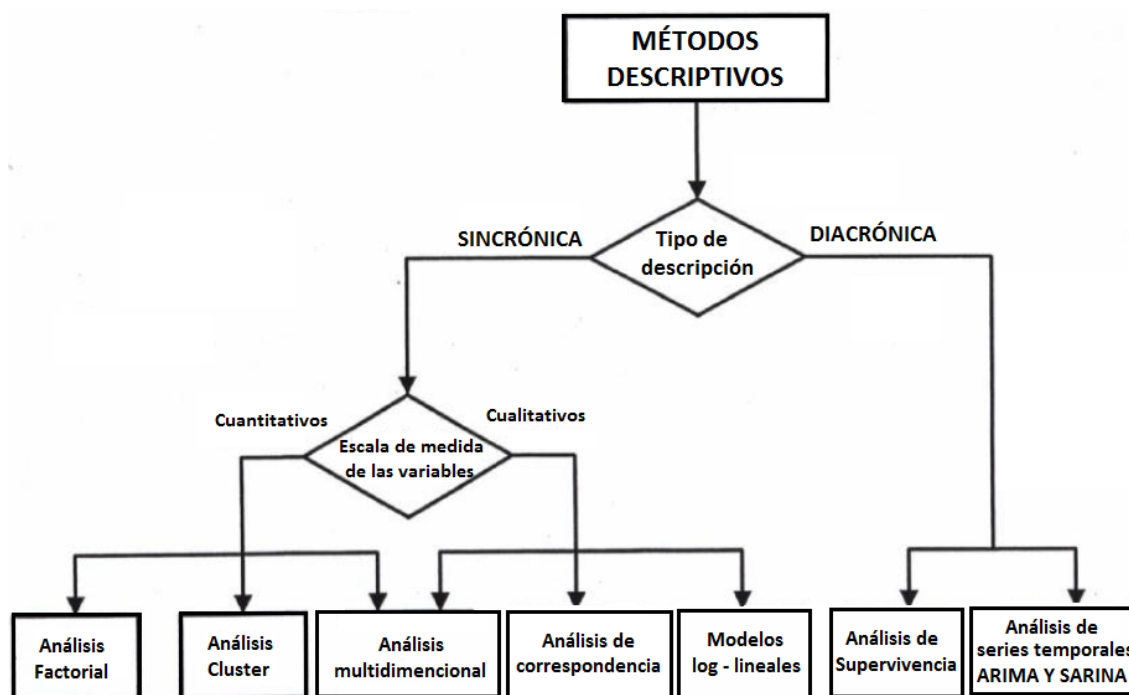 MÉTODOS
DESCRIPTIVOS
SINCRÓNICA
Tipo de
descripción
DIACRÓNICA
Cuantitativos
Cualitativos
Escala de medida
de las variables
Análisis
Factorial
Análisis
Cluster
Análisis
multidimencional
Análisis de
correspondencia
Modelos
log - lineales
Análisis de
Supervivencia
Análisis de
series temporales
ARIMA Y SARINA